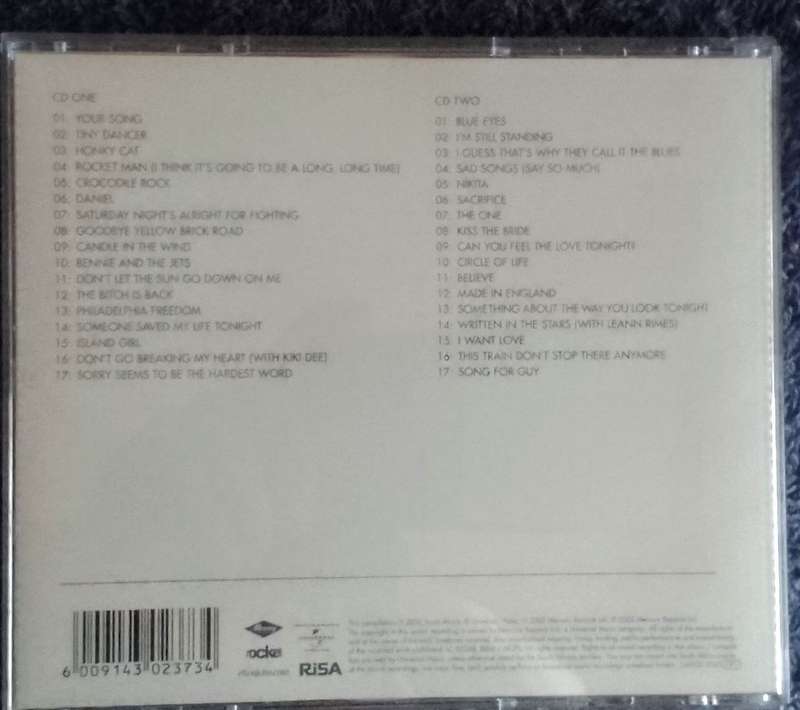 CD ONE
01: YOUR SONG
02: TINY DANCER
03: HONKY CAT
04: ROCKET MAN (I THINK IT'S GOING TO BE A LONG, LONG TIME)
05: CROCODILE ROCK
06: DANIEL
07: SATURDAY NIGHT'S ALRIGHT FOR FIGHTING
08: GOODBYE YELLOW BRICK ROAD
09: CANDLE IN THE WIND
10: BENNIE AND THE JETS
11: DON'T LET THE SUN GO DOWN ON ME
12: THE BITCH IS BACK
13: PHILADELPHIA FREEDOM
14: SOMEONE SAVED MY LIFE TONIGHT
15: ISLAND GIRL
16: DON'T GO BREAKING MY HEART (WITH KIKI DEE)
17: SORRY SEEMS TO BE THE HARDEST WORD
CD TWO
01: BLUE EYES
02: I'M STILL STANDING
03: I GUESS THAT'S WHY THEY CALL IT THE BLUES
04: SAD SONGS (SAY SO MUCH)
05: NIKITA
06: SACRIFICE
07: THE ONE
08: KISS THE BRIDE
09: CAN YOU FEEL THE LOVE TONIGHT?
10: CIRCLE OF LIFE
11: BELIEVE
12: MADE IN ENGLAND
13: SOMETHING ABOUT THE WAY YOU LOOK TONIGHT
14: WRITTEN IN THE STARS (WITH LEANN RIMES)
15: I WANT LOVE
16: THIS TRAIN DON'T STOP THERE ANYMORE
17: SONG FOR GUY
6 009143 023734
rocket
RiSA